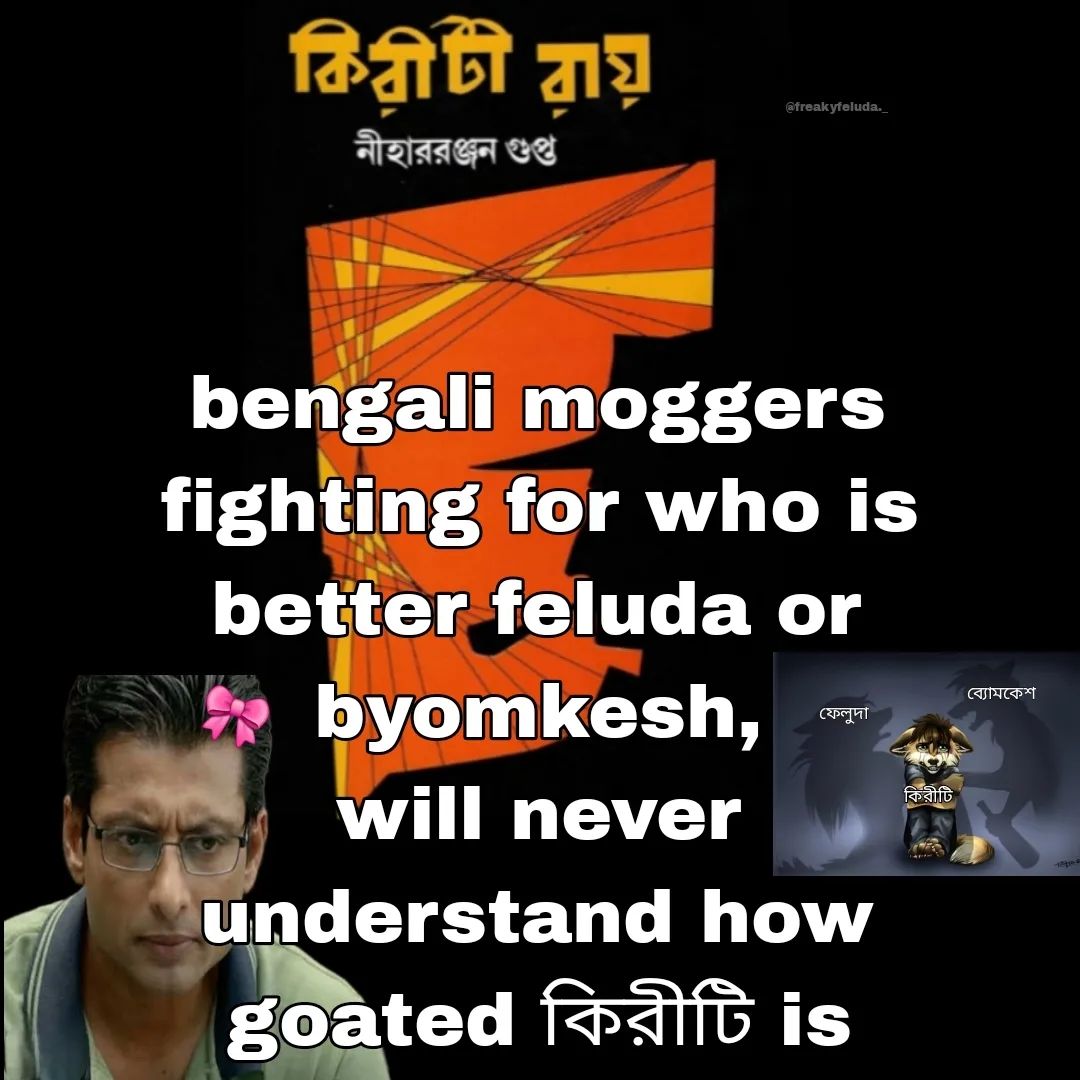 কিরীটী রায়
@freakyfeluda._
নীহাররঞ্জন গুপ্ত
bengali moggers
fighting for who is
better feluda or
byomkesh,
will never
understand how
goated কিরীটি is
ব্যোমকেশ
ফেলুদা
কিরীটি